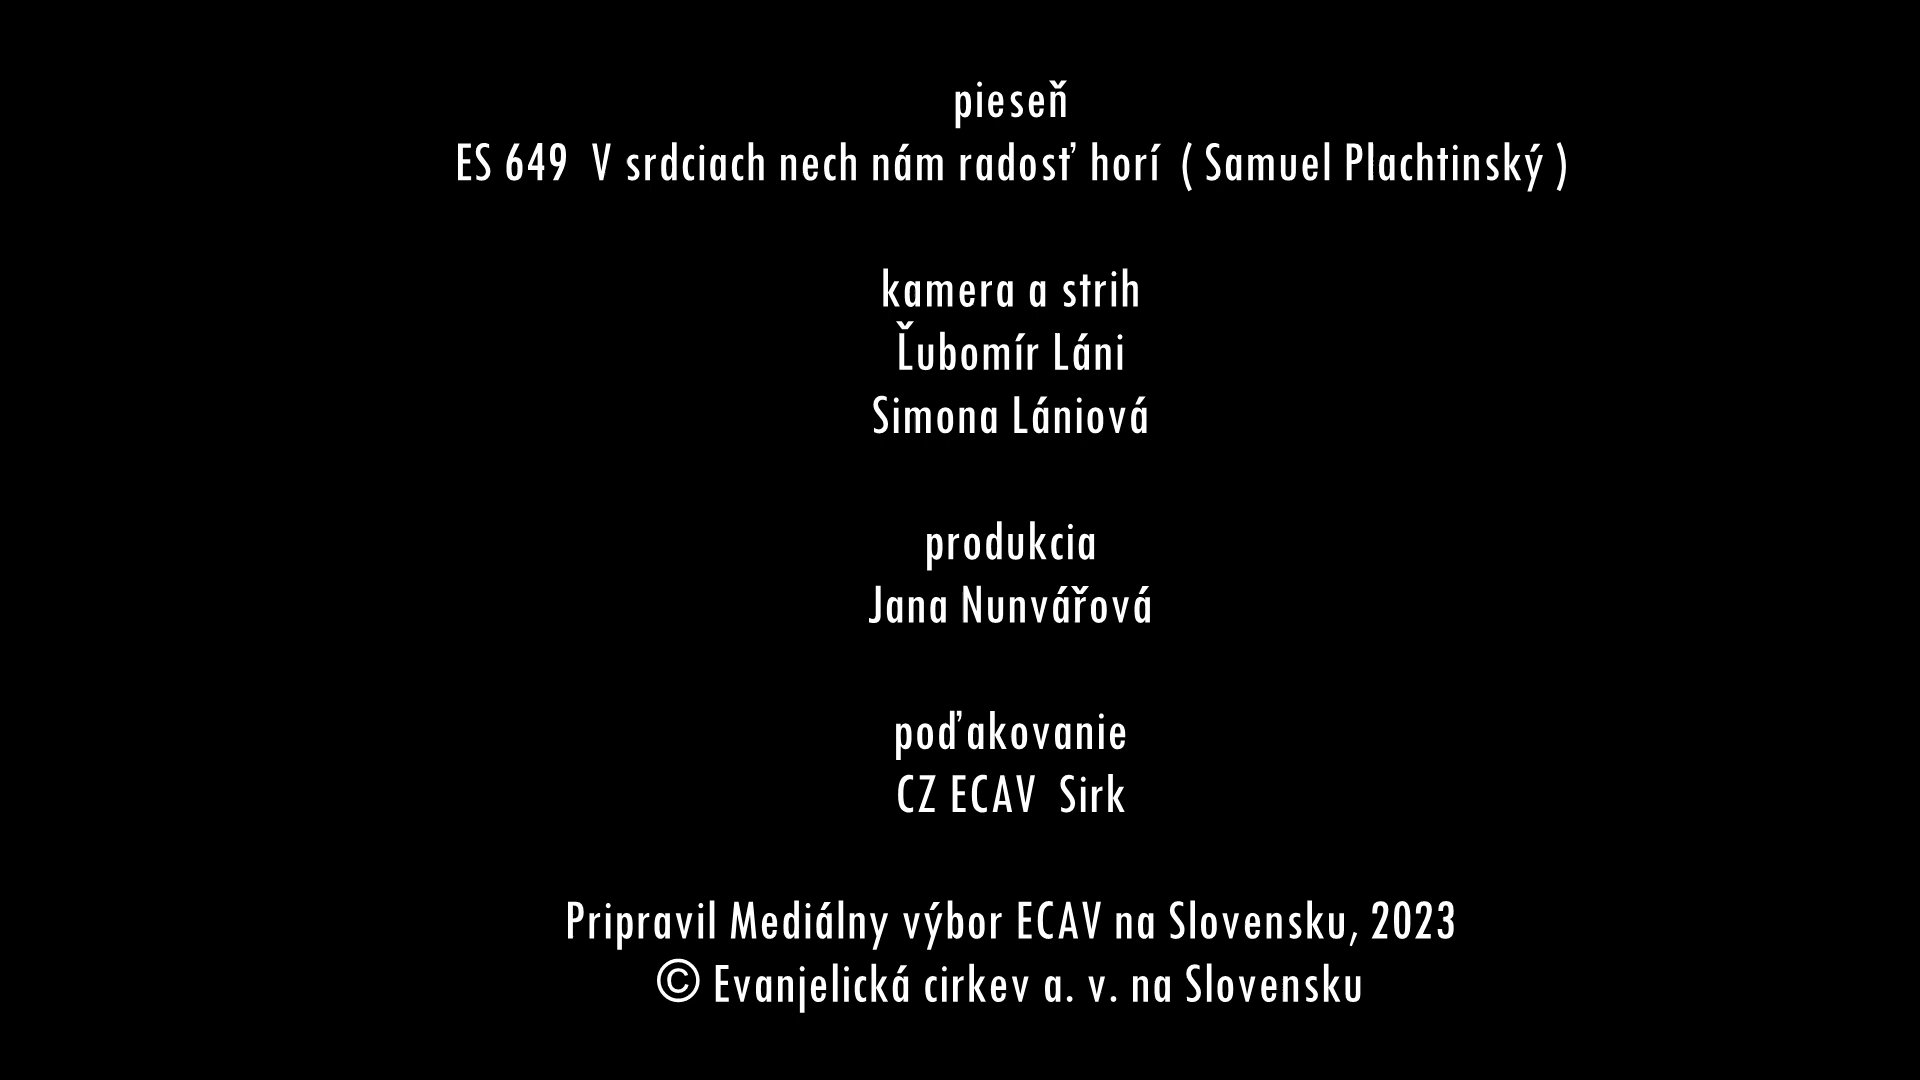 pieseň
ES 649 V srdciach nech nám radosť horí ( Samuel Plachtinský )
kamera a strih
Ľubomír Láni
Simona Lániová
produkcia
Jana Nunvářová
poďakovanie
CZ ECAV Sirk
Pripravil Mediálny výbor ECAV na Slovensku, 2023
© Evanjelická cirkev a. v. na Slovensku